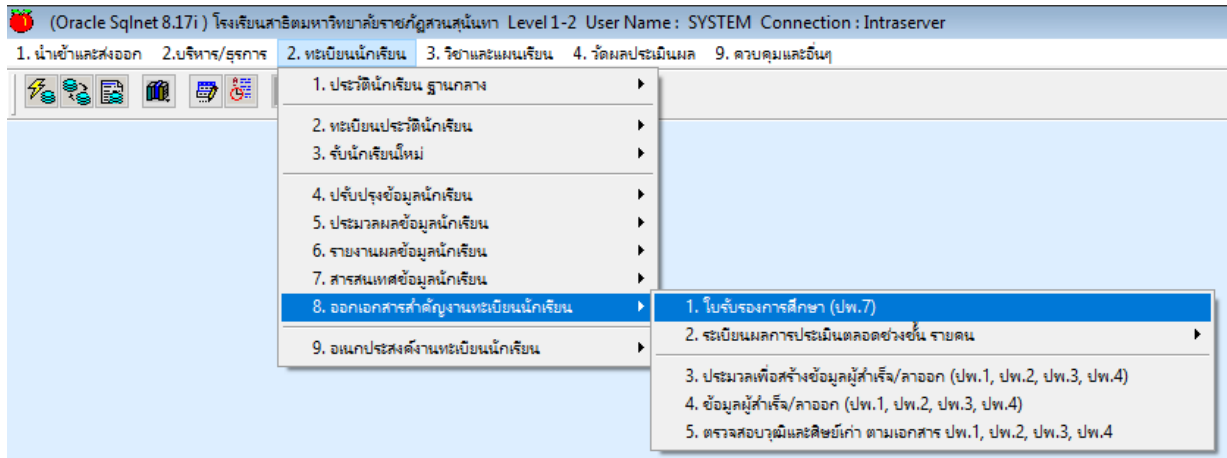 (Oracle Sqlnet 8.17i ) โรงเรียนสาธิตมหาวิทยาลัยราชภัฏสวนสุนันทา Level 1-2 User Name : SYSTEM Connection : Intraserver
1. นำเข้าและส่งออก 2.บริหาร/ธุรการ 2. ทะเบียนนักเรียน 3. วิชาและแผนเรียน 4. วัดผลประเมินผล 9. ควบคุมและอื่นๆ
1. ประวัตินักเรียน ฐานกลาง
2. ทะเบียนประวัตินักเรียน
3. รับนักเรียนใหม่
4. ปรับปรุงข้อมูลนักเรียน
5. ประมวลผลข้อมูลนักเรียน
6. รายงานผลข้อมูลนักเรียน
7. สารสนเทศข้อมูลนักเรียน
8. ออกเอกสารสำคัญงานทะเบียนนักเรียน
9. อเนกประสงค์งานทะเบียนนักเรียน
1. ใบรับรองการศึกษา (ปพ.7)
2. ระเบียนผลการประเมินตลอดช่วงชั้น รายคน
3. ประมวลเพื่อสร้างข้อมูลผู้สำเร็จ/ลาออก (ปพ.1, ปพ.2, ปพ.3, ปพ.4)
4. ข้อมูลผู้สำเร็จ/ลาออก (ปพ.1, ปพ.2, ปพ.3, ปพ.4)
5. ตรวจสอบวุฒิและศิษย์เก่า ตามเอกสาร ปพ.1, ปพ.2, ปพ.3, ปพ.4